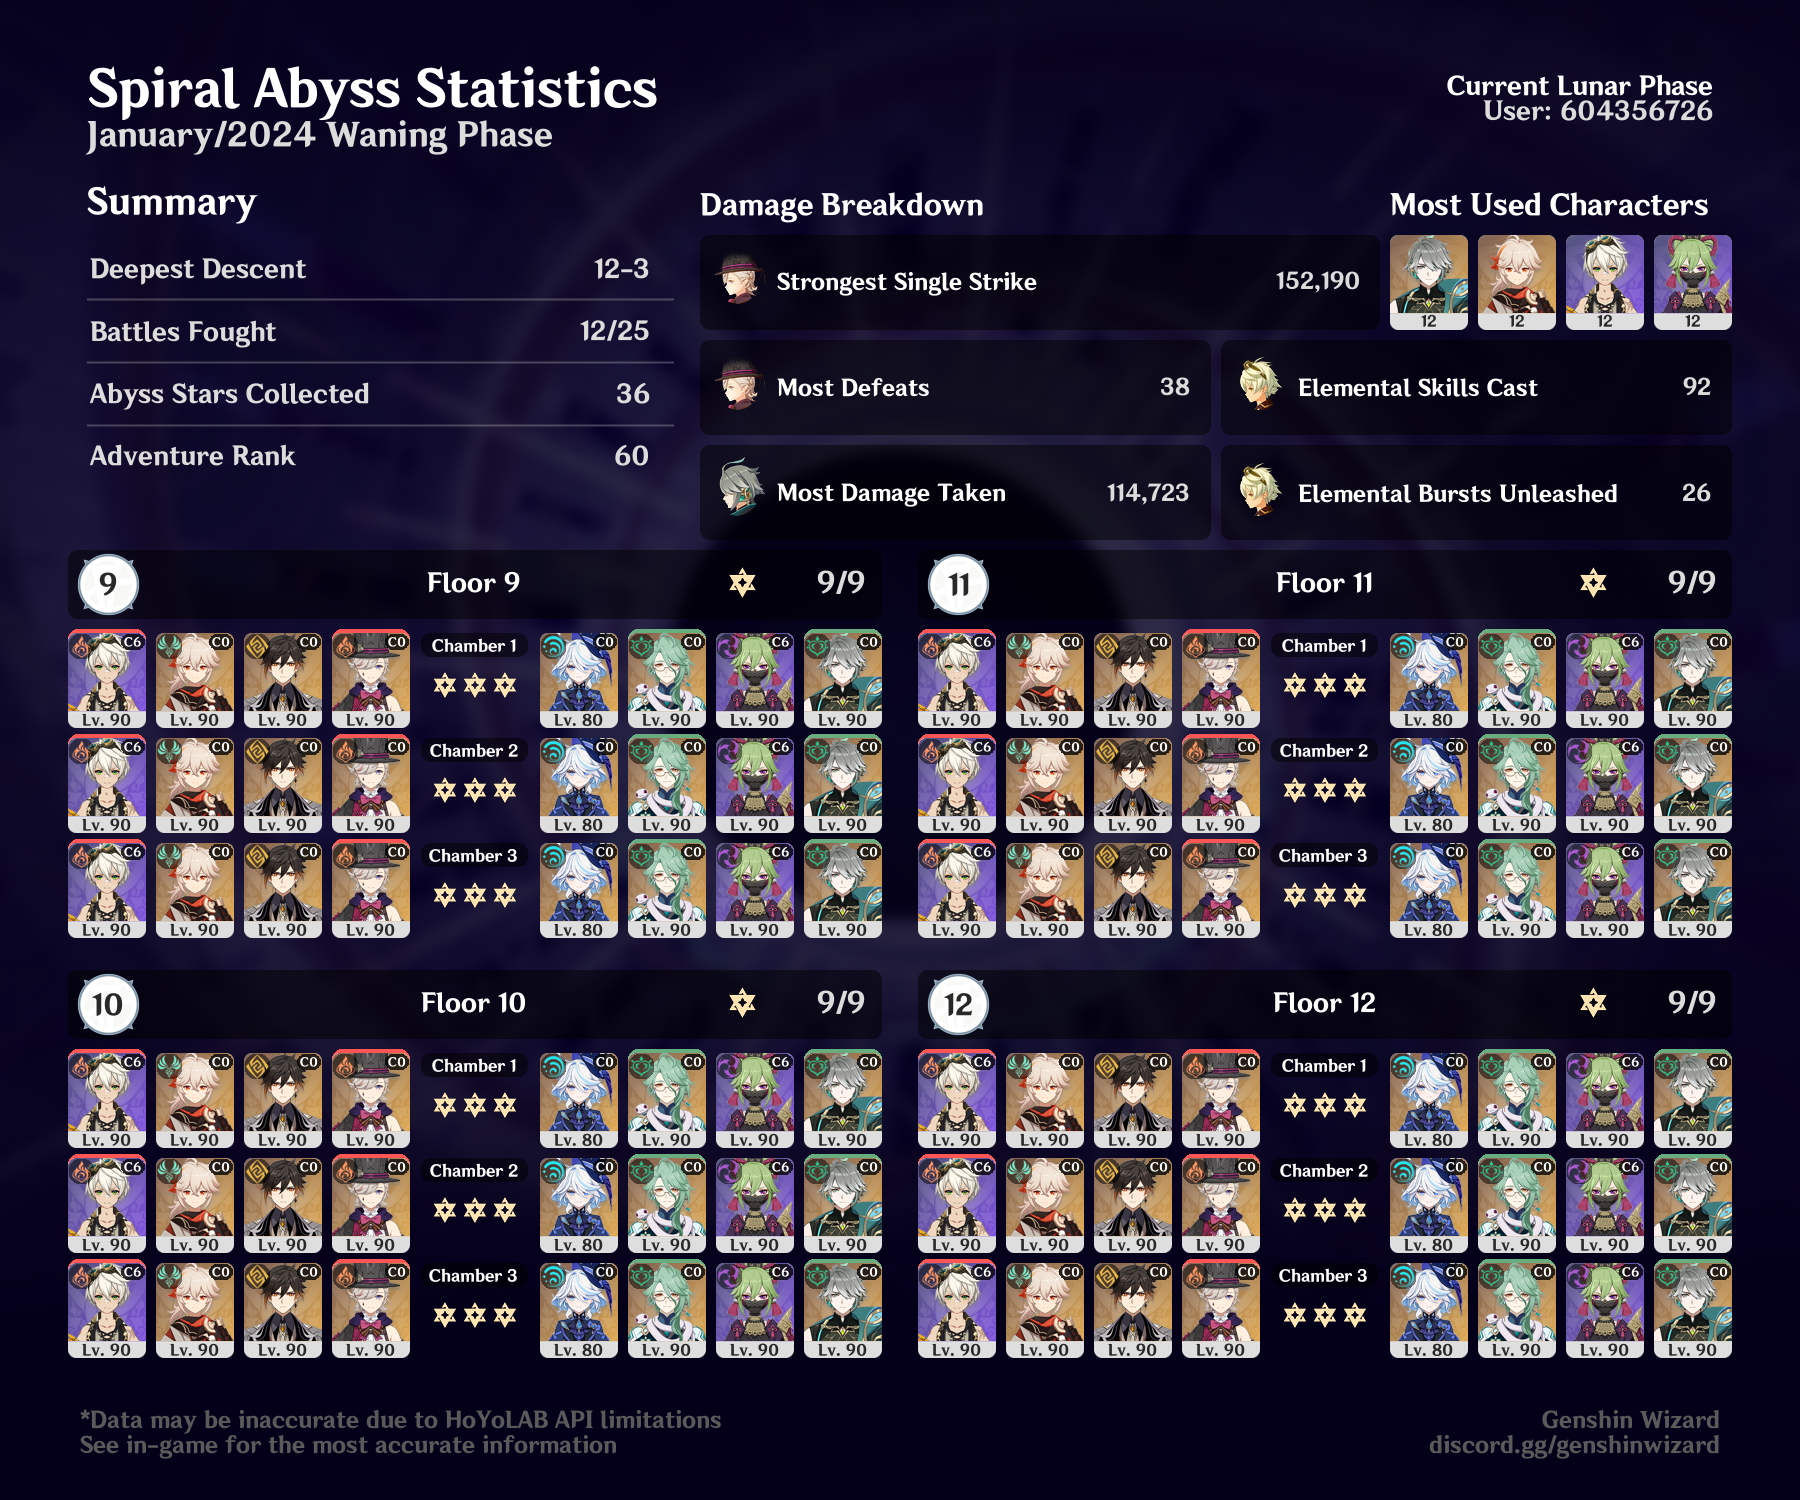 Spiral Abyss Statistics
January/2024 Waning Phase
Current Lunar Phase
User: 604356726
Summary
Deepest Descent 12-3
Battles Fought 12/25
Abyss Stars Collected 36
Adventure Rank 60
Damage Breakdown
Strongest Single Strike 152,190
Most Defeats 38
Elemental Skills Cast 92
Most Damage Taken 114,723
Elemental Bursts Unleashed 26
Most Used Characters
12 12 12 12
9 Floor 9 9/9
C6 C0 C0 C0 Chamber 1 C0 C0 C6 C0
Lv. 90 Lv. 90 Lv. 90 Lv. 90 Lv. 80 Lv. 90 Lv. 90 Lv. 90
C6 C0 C0 C0 Chamber 2 C0 C0 C6 C0
Lv. 90 Lv. 90 Lv. 90 Lv. 90 Lv. 80 Lv. 90 Lv. 90 Lv. 90
C6 C0 C0 C0 Chamber 3 C0 C0 C6 C0
Lv. 90 Lv. 90 Lv. 90 Lv. 90 Lv. 80 Lv. 90 Lv. 90 Lv. 90
10 Floor 10 9/9
C6 C0 C0 C0 Chamber 1 C0 C0 C6 C0
Lv. 90 Lv. 90 Lv. 90 Lv. 90 Lv. 80 Lv. 90 Lv. 90 Lv. 90
C6 C0 C0 C0 Chamber 2 C0 C0 C6 C0
Lv. 90 Lv. 90 Lv. 90 Lv. 90 Lv. 80 Lv. 90 Lv. 90 Lv. 90
C6 C0 C0 C0 Chamber 3 C0 C0 C6 C0
Lv. 90 Lv. 90 Lv. 90 Lv. 90 Lv. 80 Lv. 90 Lv. 90 Lv. 90
11 Floor 11 9/9
C6 C0 C0 C0 Chamber 1 C0 C0 C6 C0
Lv. 90 Lv. 90 Lv. 90 Lv. 90 Lv. 80 Lv. 90 Lv. 90 Lv. 90
C6 C0 C0 C0 Chamber 2 C0 C0 C6 C0
Lv. 90 Lv. 90 Lv. 90 Lv. 90 Lv. 80 Lv. 90 Lv. 90 Lv. 90
C6 C0 C0 C0 Chamber 3 C0 C0 C6 C0
Lv. 90 Lv. 90 Lv. 90 Lv. 90 Lv. 80 Lv. 90 Lv. 90 Lv. 90
12 Floor 12 9/9
C6 C0 C0 C0 Chamber 1 C0 C0 C6 C0
Lv. 90 Lv. 90 Lv. 90 Lv. 90 Lv. 80 Lv. 90 Lv. 90 Lv. 90
C6 C0 C0 C0 Chamber 2 C0 C0 C6 C0
Lv. 90 Lv. 90 Lv. 90 Lv. 90 Lv. 80 Lv. 90 Lv. 90 Lv. 90
C6 C0 C0 C0 Chamber 3 C0 C0 C6 C0
Lv. 90 Lv. 90 Lv. 90 Lv. 90 Lv. 80 Lv. 90 Lv. 90 Lv. 90
*Data may be inaccurate due to HoYoLAB API limitations
See in-game for the most accurate information
Genshin Wizard
discord.gg/genshinwizard